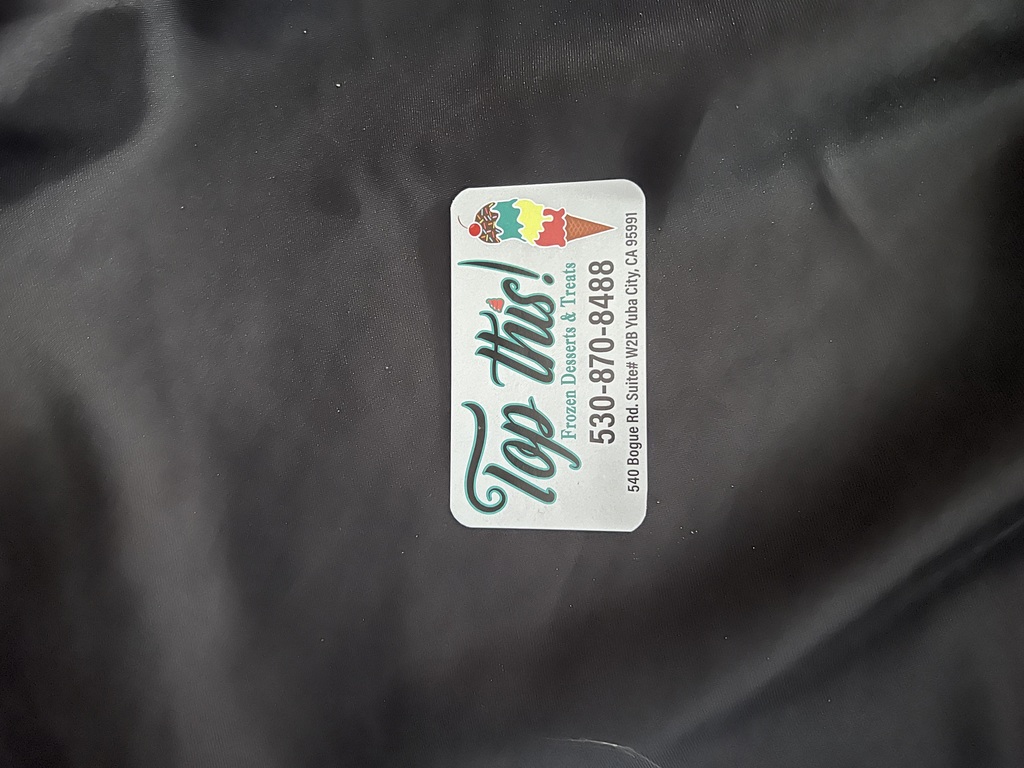 Top this!
Frozen Desserts & Treats
530-870-8488
540 Bogue Rd. Suite# W2B Yuba City, CA 95991